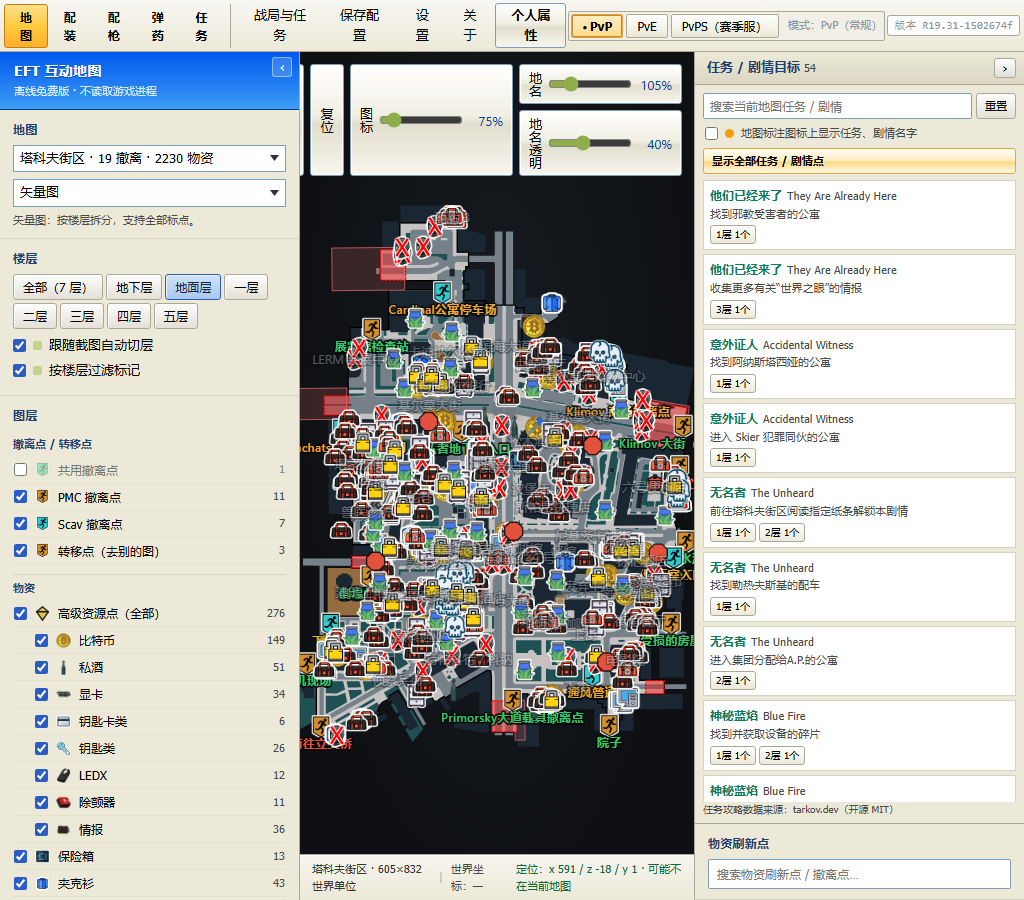 地图
配装
配枪
弹药
任务
战局与任务
保存配置
设置
关于
个人属性
• PvP
PvE
PvPS（赛季服）
模式：PvP（常规）
版本 R19.31-1502674f
EFT 互动地图
离线免费版 · 不读取游戏进程
地图
塔科夫街区 · 19 撤离 · 2230 物资
矢量图
矢量图：按楼层拆分，支持全部标点。
楼层
全部（7 层）
地下层
地面层
一层
二层
三层
四层
五层
跟随截图自动切层
按楼层过滤标记
图层
撤离点 / 转移点
共用撤离点 1
PMC 撤离点 11
Scav 撤离点 7
转移点（去别的图） 3
物资
高级资源点（全部） 276
比特币 149
私酒 51
显卡 34
钥匙卡类 6
钥匙类 26
LEDX 12
除颤器 11
情报 36
保险箱 13
夹克衫 43
复位
图标 75%
地名 105%
地名透明 40%
Cardinal公寓停车场
Klimov 大街
Primorsky大道载具撤离点
院子
塔科夫街区 · 605×832 世界单位
世界坐标：—
定位：x 591 / z -18 / y 1 · 可能不在当前地图
任务 / 剧情目标 54
搜索当前地图任务 / 剧情
重置
地图标注图标上显示任务、剧情名字
显示全部任务 / 剧情点
他们已经来了 They Are Already Here
找到邪教受害者的公寓
1层 1个
他们已经来了 They Are Already Here
收集更多有关“世界之眼”的情报
3层 1个
意外证人 Accidental Witness
找到阿纳斯塔西娅的公寓
1层 1个
意外证人 Accidental Witness
进入 Skier 犯罪同伙的公寓
1层 1个
无名者 The Unheard
前往塔科夫街区阅读指定纸条解锁本剧情
1层 1个
2层 1个
无名者 The Unheard
找到勒热夫斯基的配车
1层 1个
无名者 The Unheard
进入集团分配给A.P.的公寓
2层 1个
神秘蓝焰 Blue Fire
找到并获取设备的碎片
1层 1个
2层 1个
神秘蓝焰 Blue Fire
任务攻略数据来源：tarkov.dev（开源 MIT）
物资刷新点
搜索物资刷新点 / 撤离点...